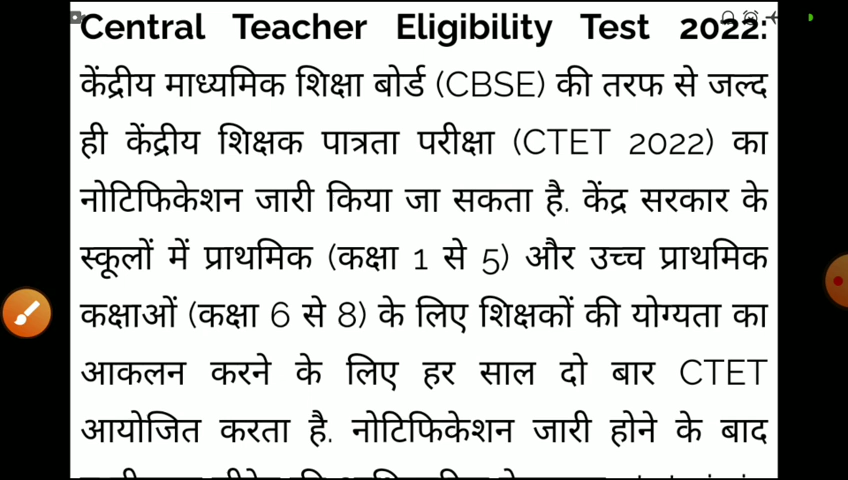 Central Teacher Eligibility Test 2022:
केंद्रीय माध्यमिक शिक्षा बोर्ड (CBSE) की तरफ से जल्द
ही केंद्रीय शिक्षक पात्रता परीक्षा (CTET 2022) का
नोटिफिकेशन जारी किया जा सकता है. केंद्र सरकार के
स्कूलों में प्राथमिक (कक्षा 1 से 5) और उच्च प्राथमिक
कक्षाओं (कक्षा 6 से 8) के लिए शिक्षकों की योग्यता का
आकलन करने के लिए हर साल दो बार CTET
आयोजित करता है. नोटिफिकेशन जारी होने के बाद